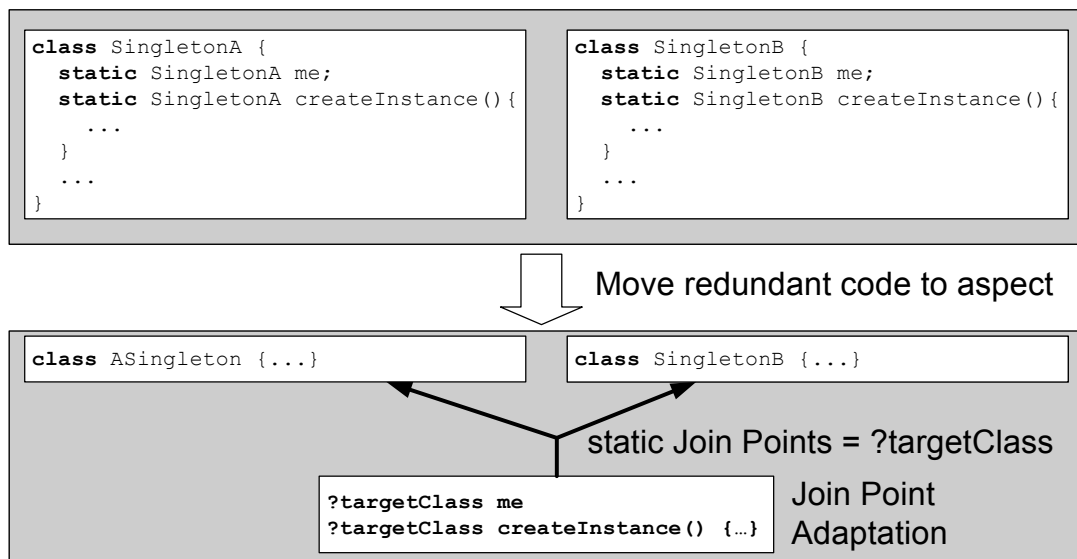 class SingletonA {
  static SingletonA me;
  static SingletonA createInstance(){
    ...
  }
  ...
}
class SingletonB {
  static SingletonB me;
  static SingletonB createInstance(){
    ...
  }
  ...
}
Move redundant code to aspect
class ASingleton {...}
class SingletonB {...}
static Join Points = ?targetClass
?targetClass me
?targetClass createInstance() {…}
Join Point
Adaptation